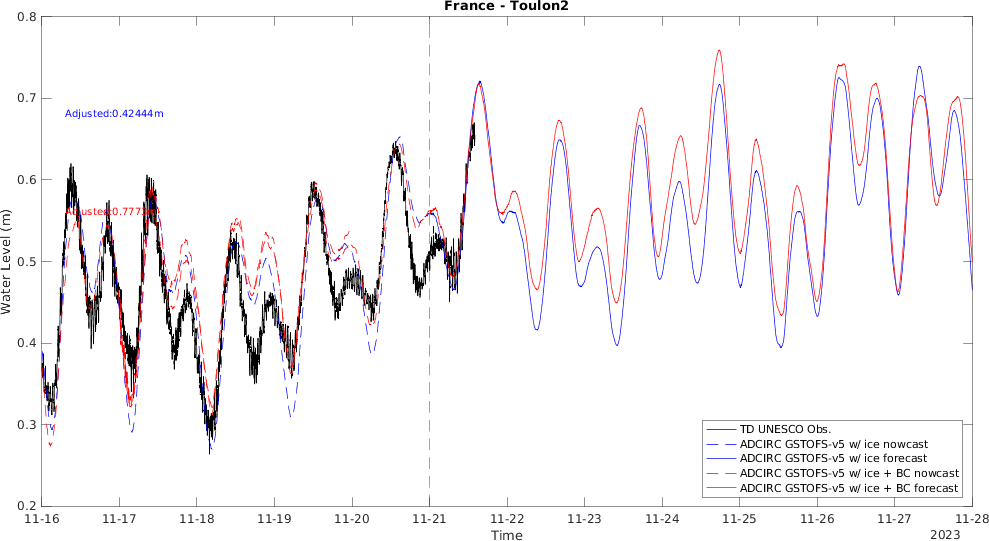 France - Toulon2
0.8
0.7
0.6
0.5
0.4
0.3
0.2
Water Level (m)
Adjusted:0.42444m
TD UNESCO Obs.
ADCIRC GSTOFS-v5 w/ ice nowcast
ADCIRC GSTOFS-v5 w/ ice forecast
ADCIRC GSTOFS-v5 w/ ice + BC nowcast
ADCIRC GSTOFS-v5 w/ ice + BC forecast
11-16 11-17 11-18 11-19 11-20 11-21 11-22 11-23 11-24 11-25 11-26 11-27 11-28
Time
2023